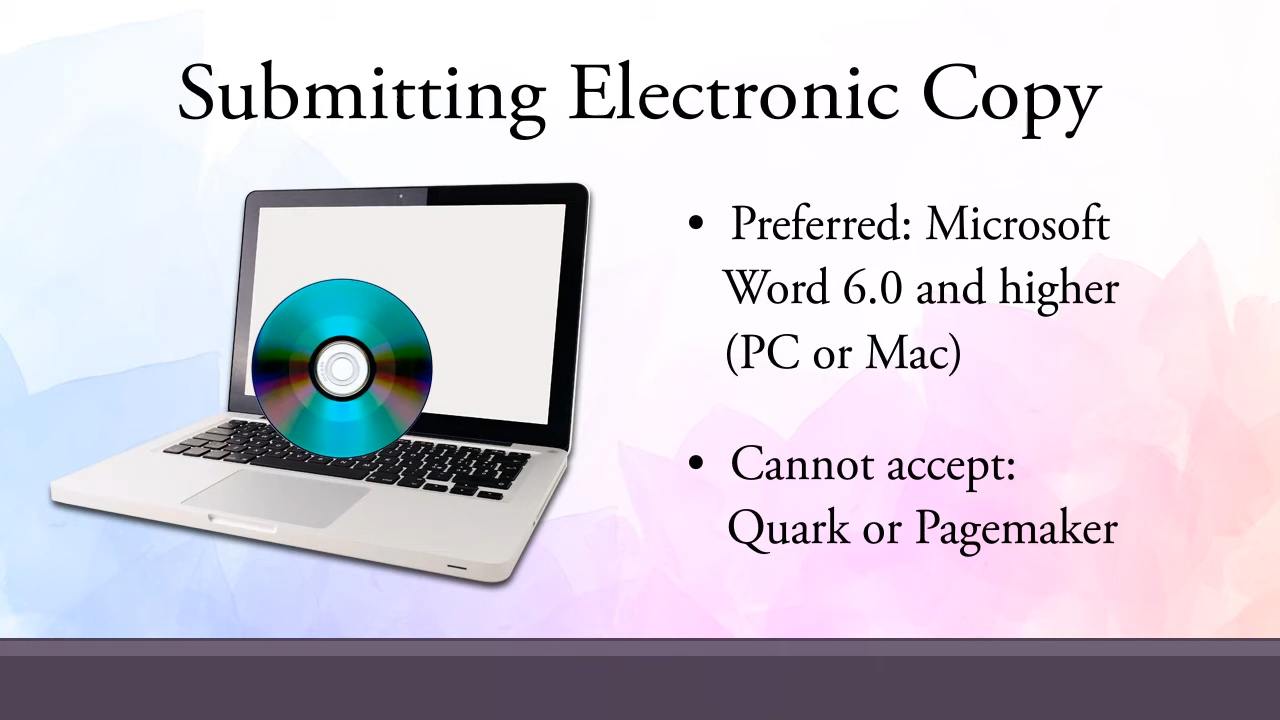 Submitting Electronic Copy
• Preferred: Microsoft
Word 6.0 and higher
(PC or Mac)
• Cannot accept:
Quark or Pagemaker